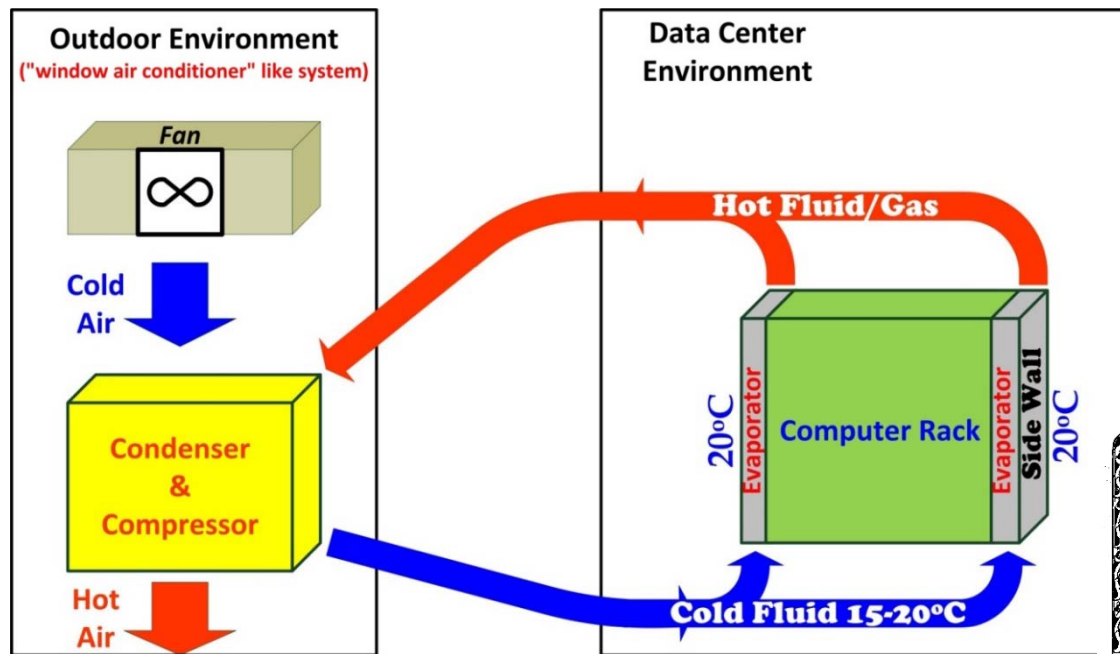 Outdoor Environment
("window air conditioner" like system)
Fan
Cold
Air
Condenser
&
Compressor
Hot
Air
Data Center
Environment
Hot Fluid/Gas
20°C
Evaporator
Computer Rack
Evaporator
Side Wall
20°C
Cold Fluid 15-20°C